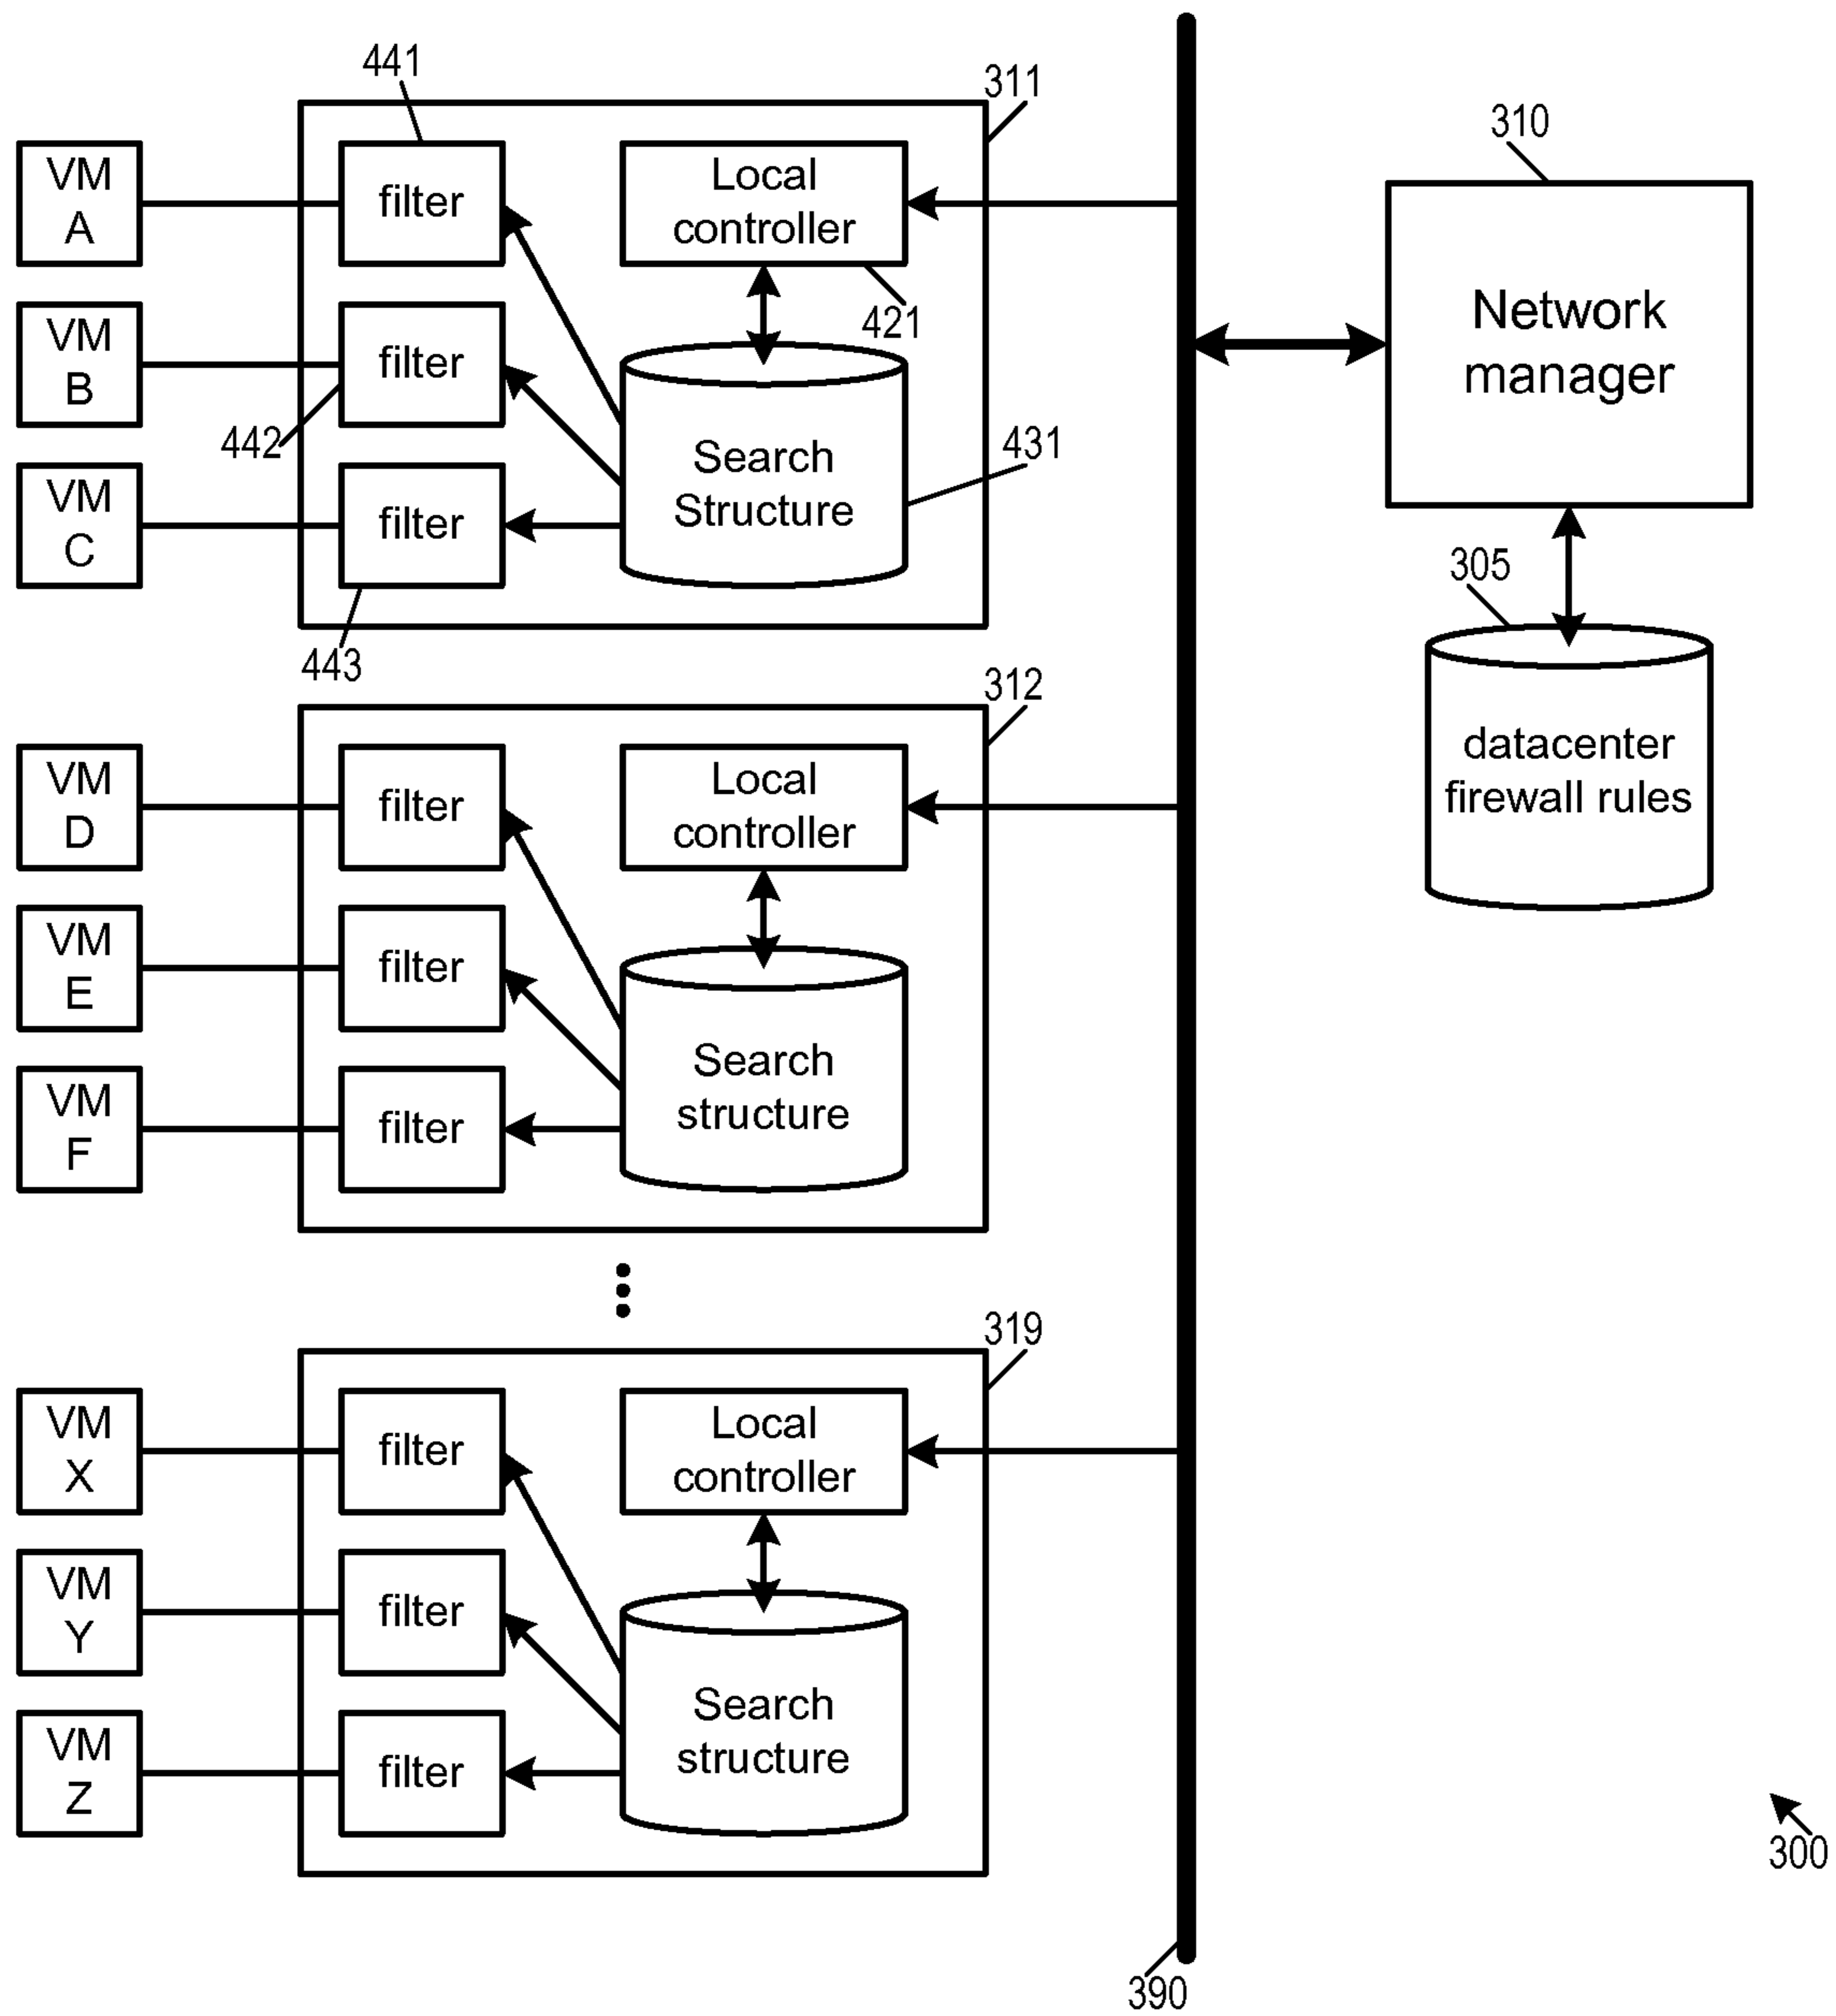 441
311
VM
A
filter
Local
controller
421
VM
B
filter
442
Search
Structure
431
VM
C
filter
443
310
Network
manager
305
datacenter
firewall rules
312
VM
D
filter
Local
controller
VM
E
filter
Search
structure
VM
F
filter
319
VM
X
filter
Local
controller
VM
Y
filter
Search
structure
VM
Z
filter
300
390